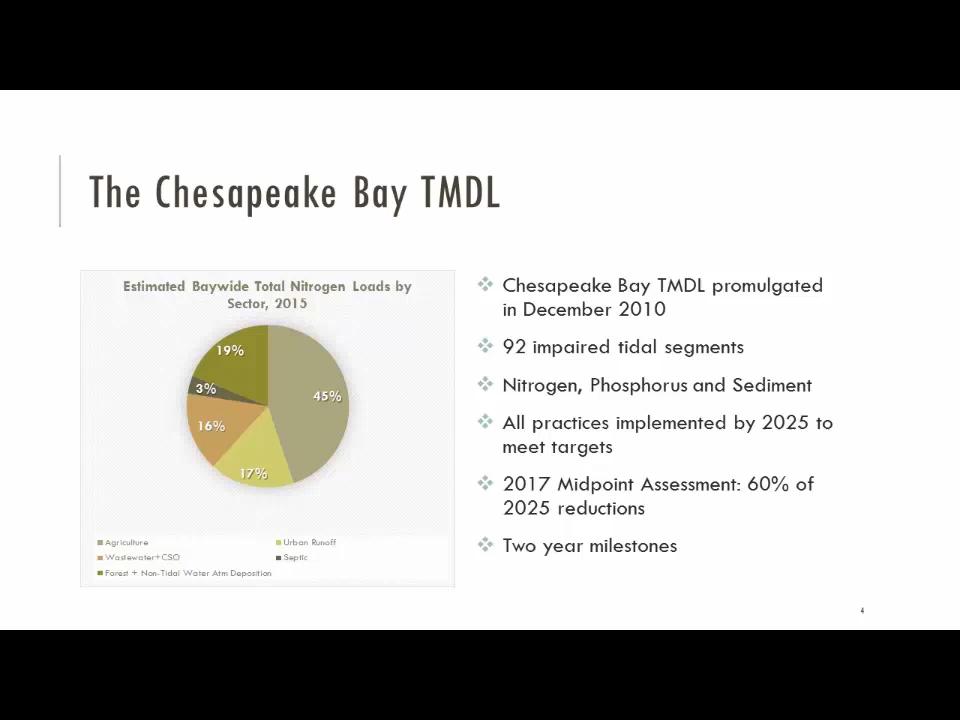 The Chesapeake Bay TMDL
Estimated Baywide Total Nitrogen Loads by
Sector, 2015
19%
3%
45%
16%
17%
Agriculture
Urban Runoff
Wastewater+CSO
Septic
Forest + Non-Tidal Water Atm Deposition
Chesapeake Bay TMDL promulgated
in December 2010
92 impaired tidal segments
Nitrogen, Phosphorus and Sediment
All practices implemented by 2025 to
meet targets
2017 Midpoint Assessment: 60% of
2025 reductions
Two year milestones
4